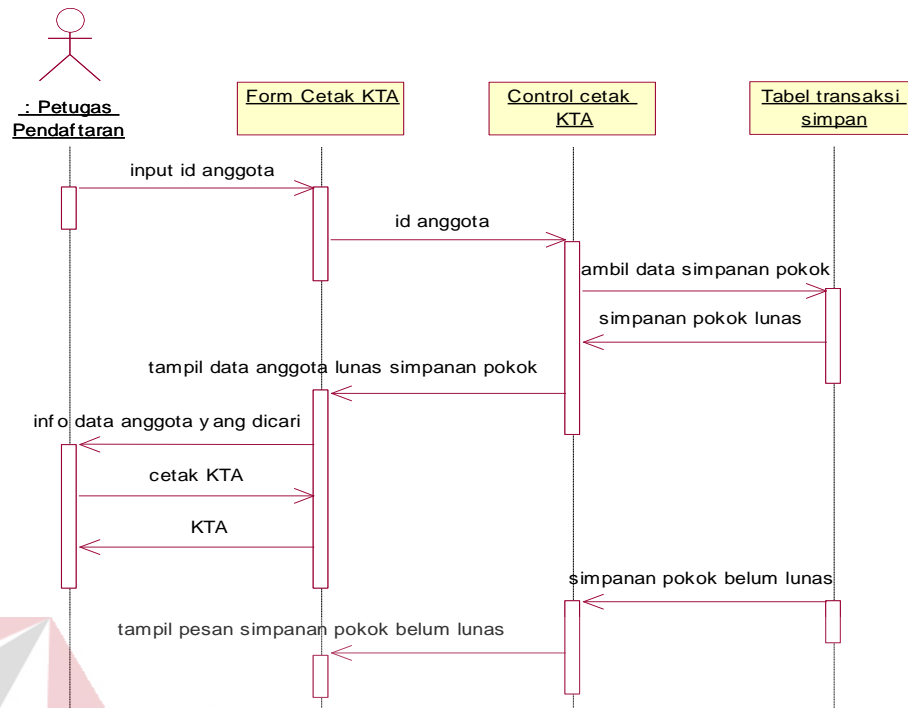 : Petugas
Pendaftaran
Form Cetak KTA
Control cetak
KTA
Tabel transaksi
simpan
input id anggota
id anggota
ambil data simpanan pokok
simpanan pokok lunas
tampil data anggota lunas simpanan pokok
info data anggota yang dicari
cetak KTA
KTA
simpanan pokok belum lunas
tampil pesan simpanan pokok belum lunas